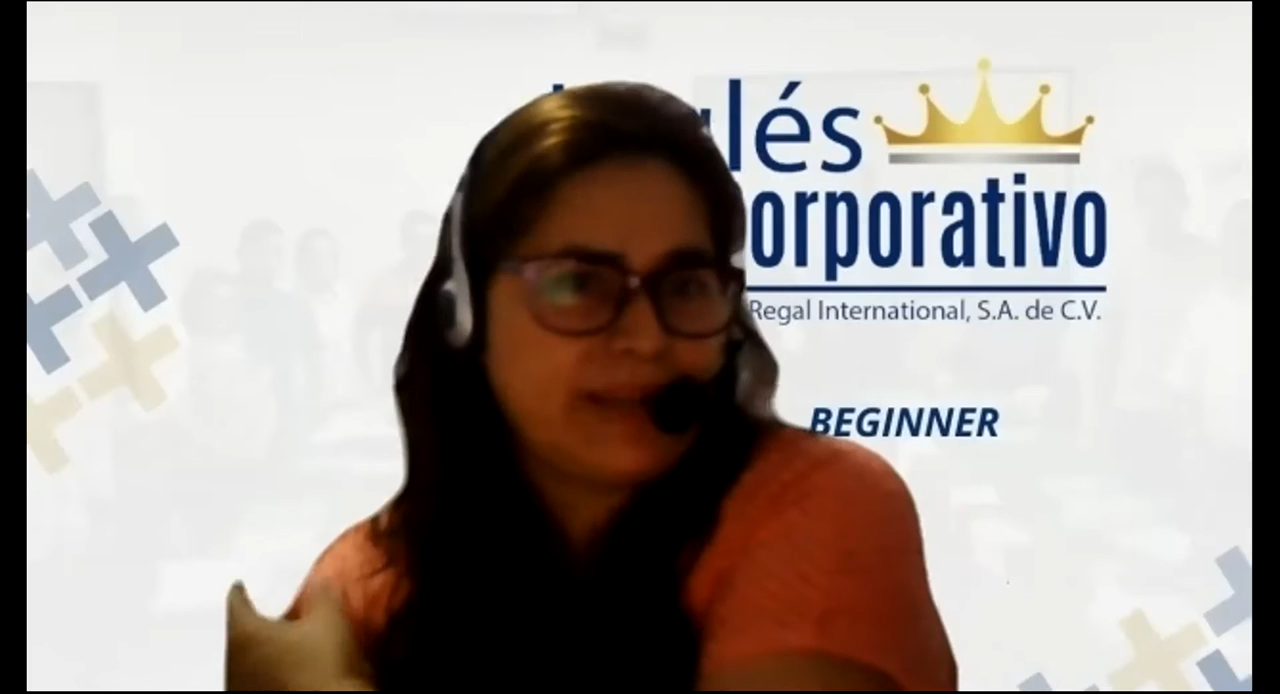 lés
orporativo
Regal International, S.A. de C.V.
BEGINNER